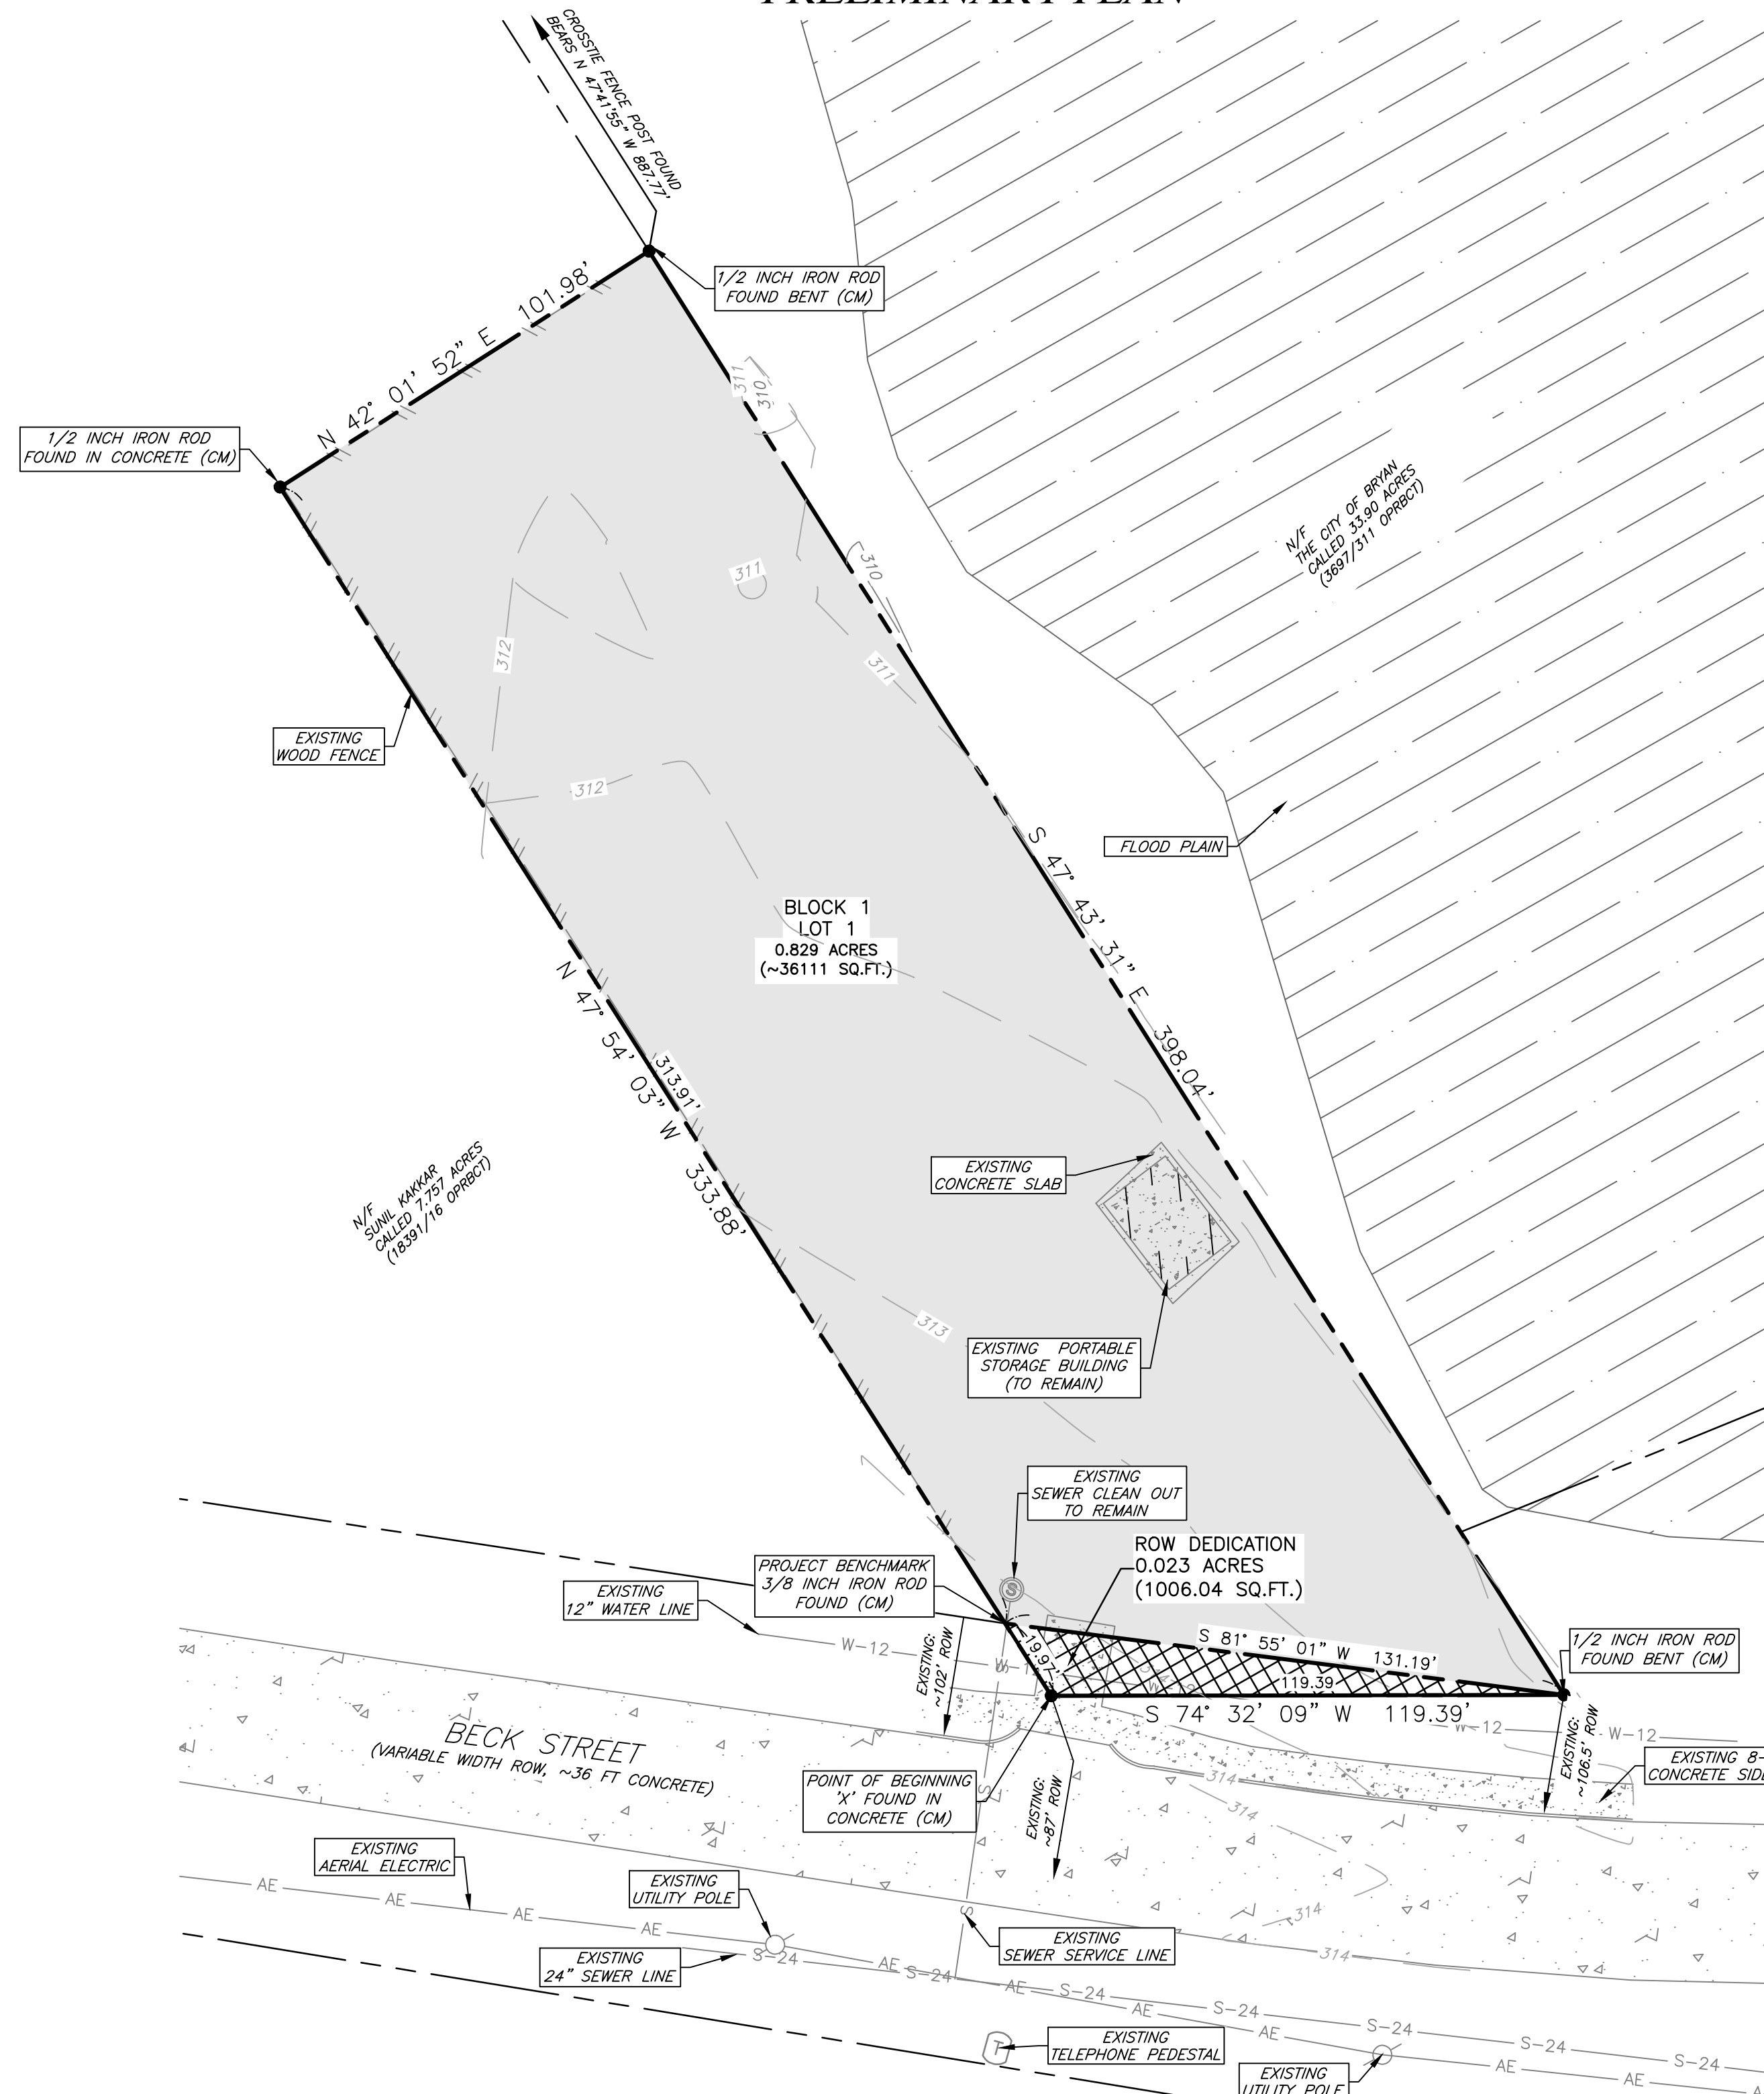 PRELIMINARY PLAN
CROSSTIE FENCE POST FOUND
BEARS N 47°41'55" W 887.77'
1/2 INCH IRON ROD
FOUND BENT (CM)
N 42° 01' 52" E 101.98'
1/2 INCH IRON ROD
FOUND IN CONCRETE (CM)
311
310
N/F
THE CITY OF BRYAN
CALLED 33.90 ACRES
(3697/311 OPRBCT)
310
311
312
311
EXISTING
WOOD FENCE
312
FLOOD PLAIN
S 47° 43' 31" E 398.04'
BLOCK 1
LOT 1
0.829 ACRES
(~36111 SQ.FT.)
N 47° 54' 03" W 333.88'
313.91'
N/F
SUNIL KAKKAR
CALLED 7.757 ACRES
(18391/16 OPRBCT)
EXISTING
CONCRETE SLAB
313
EXISTING PORTABLE
STORAGE BUILDING
(TO REMAIN)
EXISTING
SEWER CLEAN OUT
TO REMAIN
ROW DEDICATION
0.023 ACRES
(1006.04 SQ.FT.)
PROJECT BENCHMARK
3/8 INCH IRON ROD
FOUND (CM)
S
EXISTING
12" WATER LINE
W-12
EXISTING:
~102' ROW
19.97'
S 81° 55' 01" W 131.19'
119.39
S 74° 32' 09" W 119.39'
1/2 INCH IRON ROD
FOUND BENT (CM)
W-12
W-12
EXISTING:
~106.5' ROW
EXISTING 8-
CONCRETE
BECK STREET
(VARIABLE WIDTH ROW, ~36 FT CONCRETE)
POINT OF BEGINNING
'X' FOUND IN
CONCRETE (CM)
S
EXISTING:
~87' ROW
314
314
EXISTING
AERIAL ELECTRIC
EXISTING
UTILITY POLE
AE
AE
AE
AE
S
314
314
EXISTING
SEWER SERVICE LINE
EXISTING
24" SEWER LINE
S-24
AE
S-24
AE
S-24
AE
S-24
AE
S-24
S-24
AE
S-24
AE
T
EXISTING
TELEPHONE PEDESTAL
EXISTING
UTILITY POLE